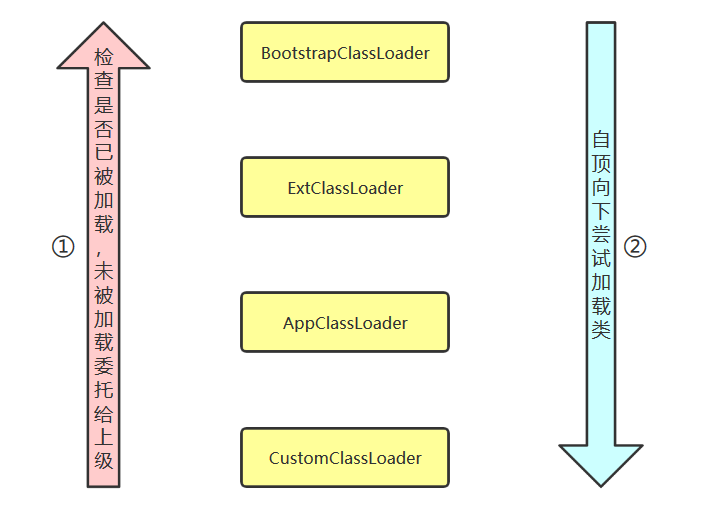 BootstrapClassLoader
ExtClassLoader
AppClassLoader
CustomClassLoader
①
检查是否已被加载,未被加载委托给上级
②
自顶向下尝试加载类